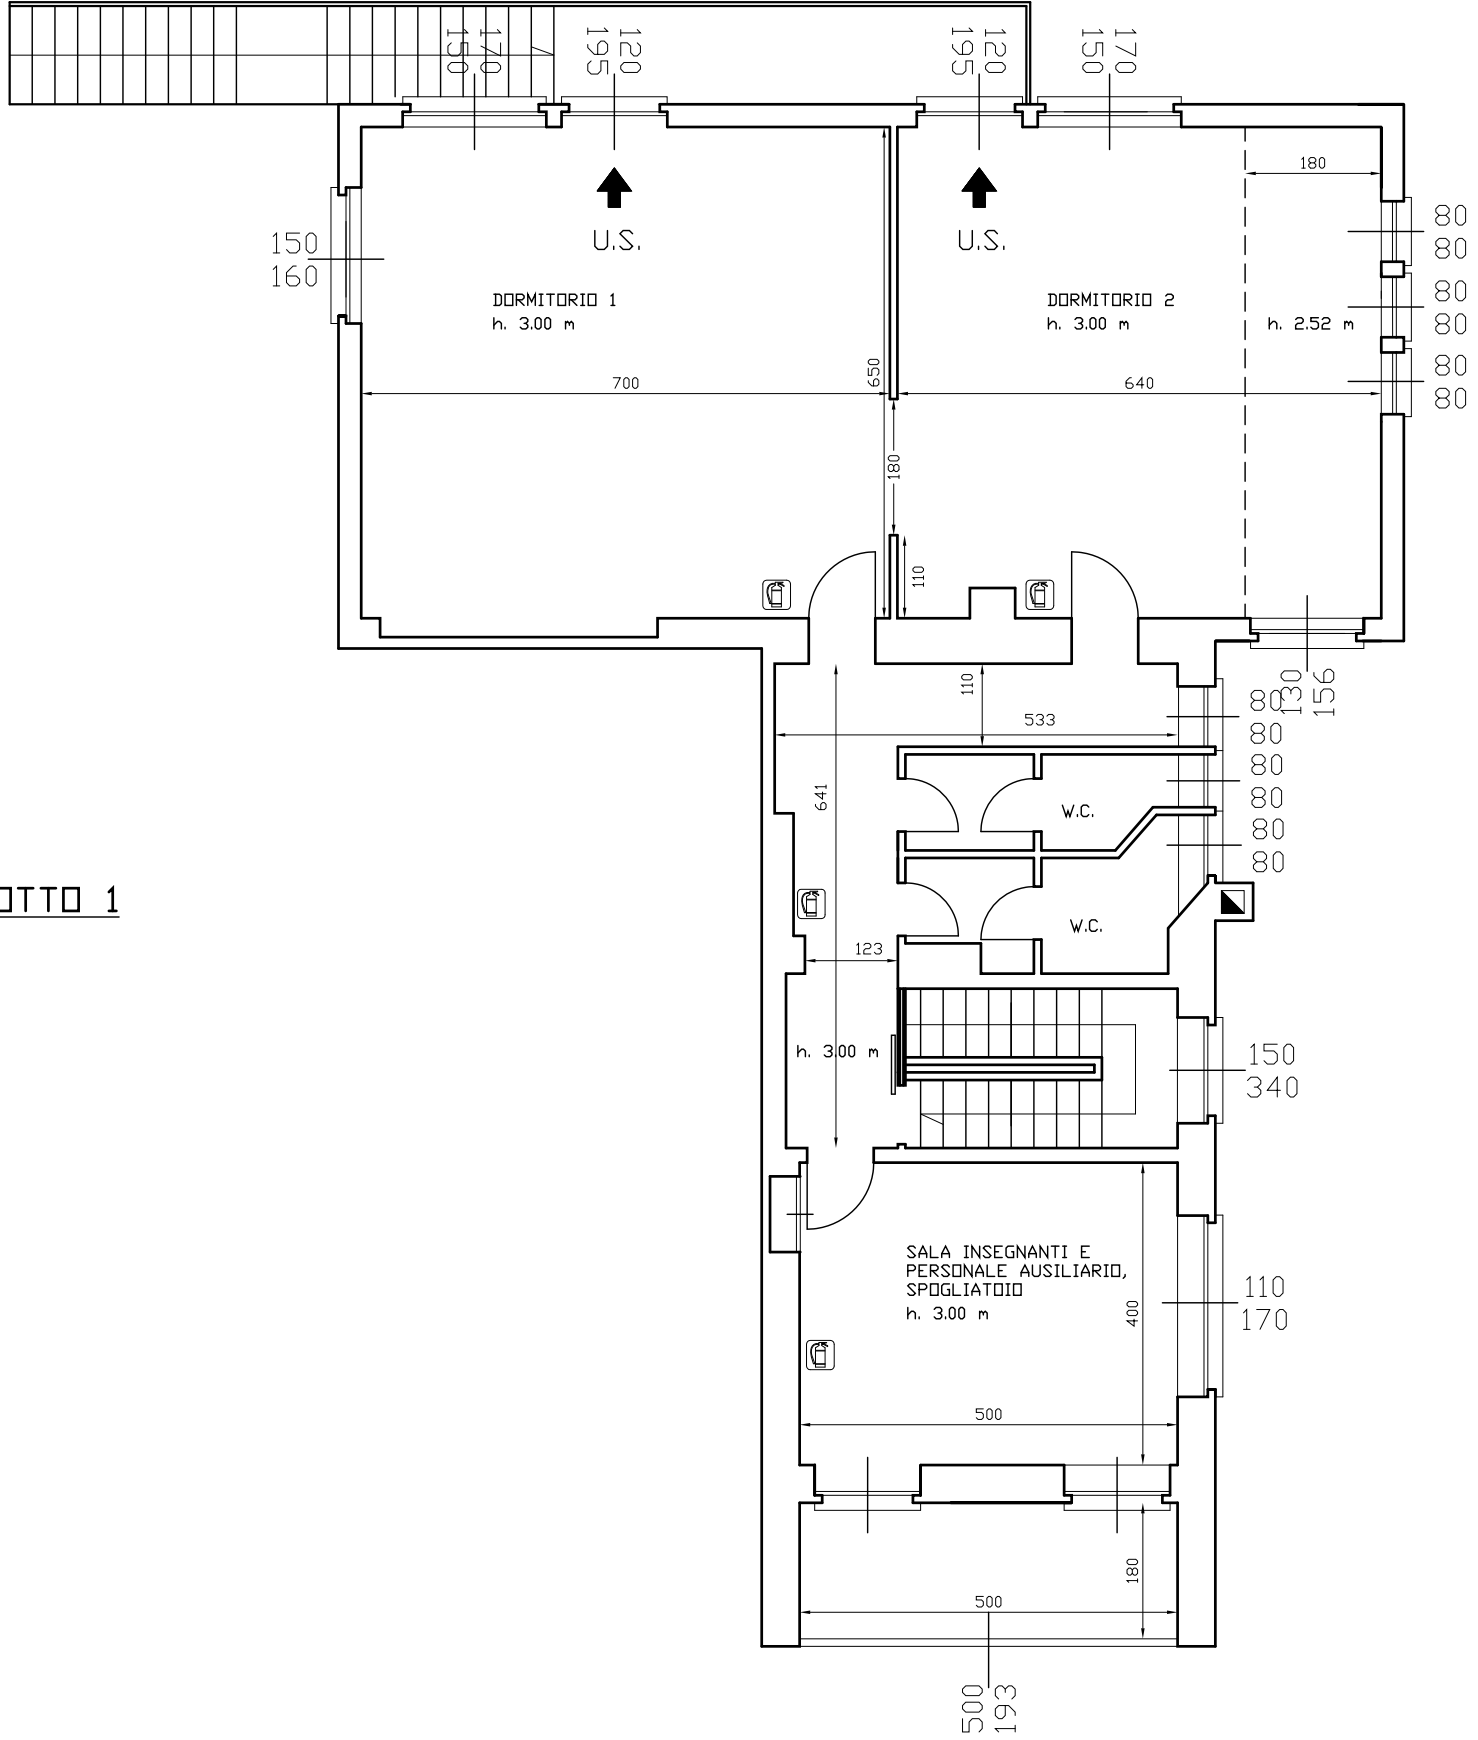 170
150
120
195
120
195
170
150
180
150
160
U.S.
U.S.
80
80
DORMITORIO 1
h. 3.00 m
DORMITORIO 2
h. 3.00 m
h. 2.52 m
80
80
700
650
640
80
80
180
110
130
156
110
533
80
80
641
W.C.
80
80
80
80
OTTO 1
W.C.
123
h. 3.00 m
150
340
SALA INSEGNANTI E
PERSONALE AUSILIARIO,
SPOGLIATOIO
h. 3.00 m
400
110
170
500
180
500
500
193